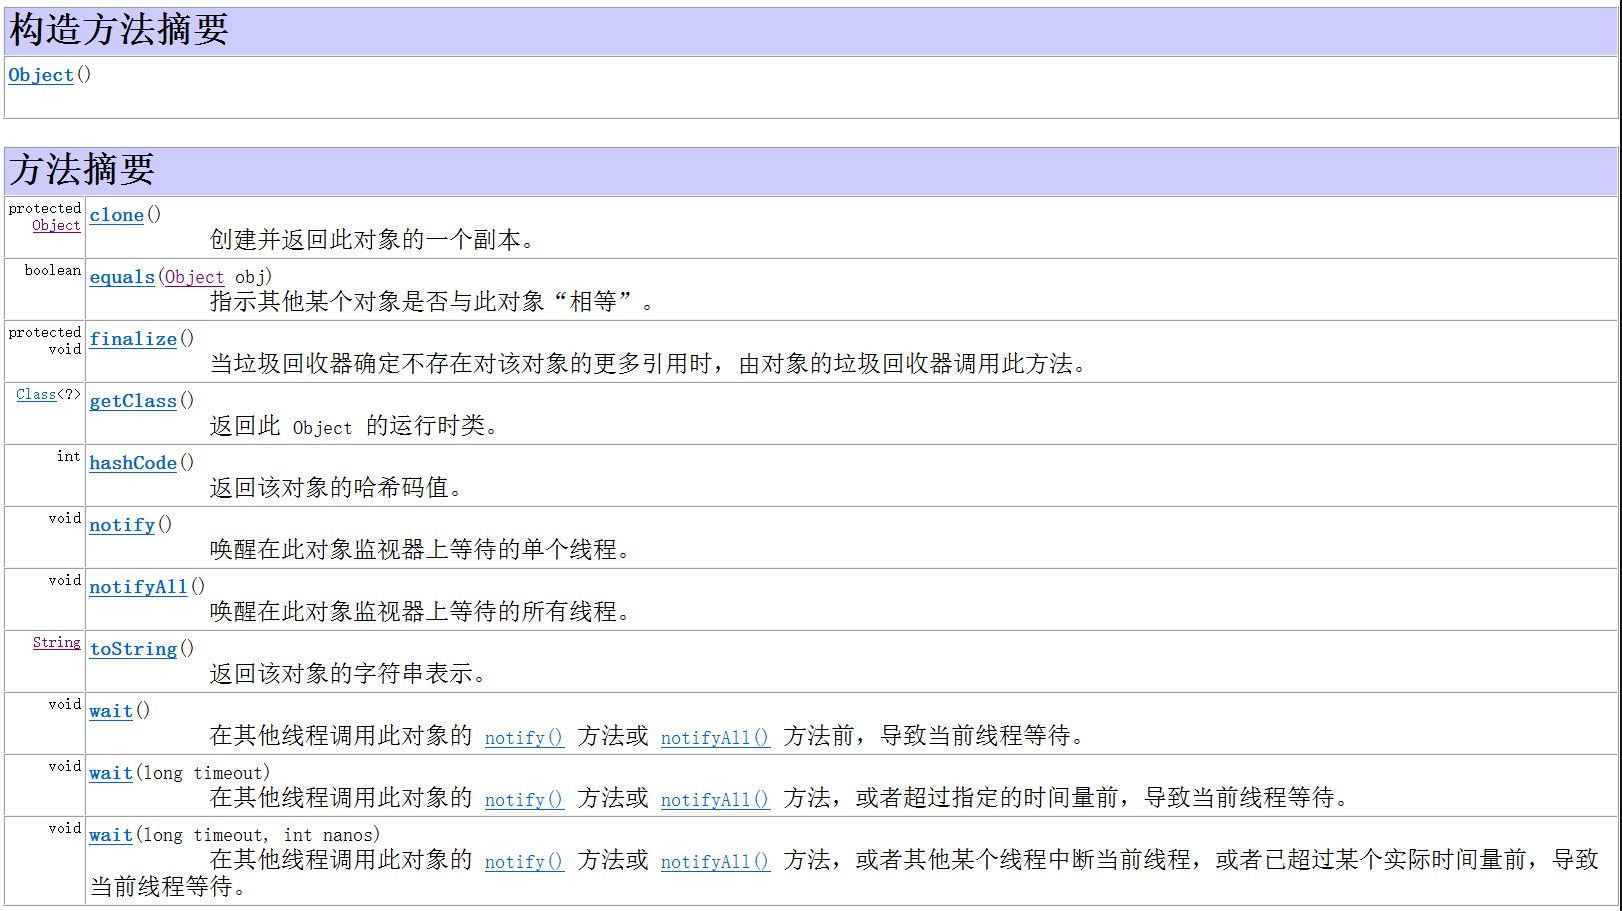 构造方法摘要
Object()
方法摘要
protected
Object
clone()
创建并返回此对象的一个副本。
boolean
equals(Object obj)
指示其他某个对象是否与此对象“相等”。
protected
void
finalize()
当垃圾回收器确定不存在对该对象的更多引用时，由对象的垃圾回收器调用此方法。
Class<?>
getClass()
返回此 Object 的运行时类。
int
hashCode()
返回该对象的哈希码值。
void
notify()
唤醒在此对象监视器上等待的单个线程。
void
notifyAll()
唤醒在此对象监视器上等待的所有线程。
String
toString()
返回该对象的字符串表示。
void
wait()
在其他线程调用此对象的 notify() 方法或 notifyAll() 方法前，导致当前线程等待。
void
wait(long timeout)
在其他线程调用此对象的 notify() 方法或 notifyAll() 方法，或者超过指定的时间量前，导致当前线程等待。
void
wait(long timeout, int nanos)
在其他线程调用此对象的 notify() 方法或 notifyAll() 方法，或者其他某个线程中断当前线程，或者已超过某个实际时间量前，导致
当前线程等待。